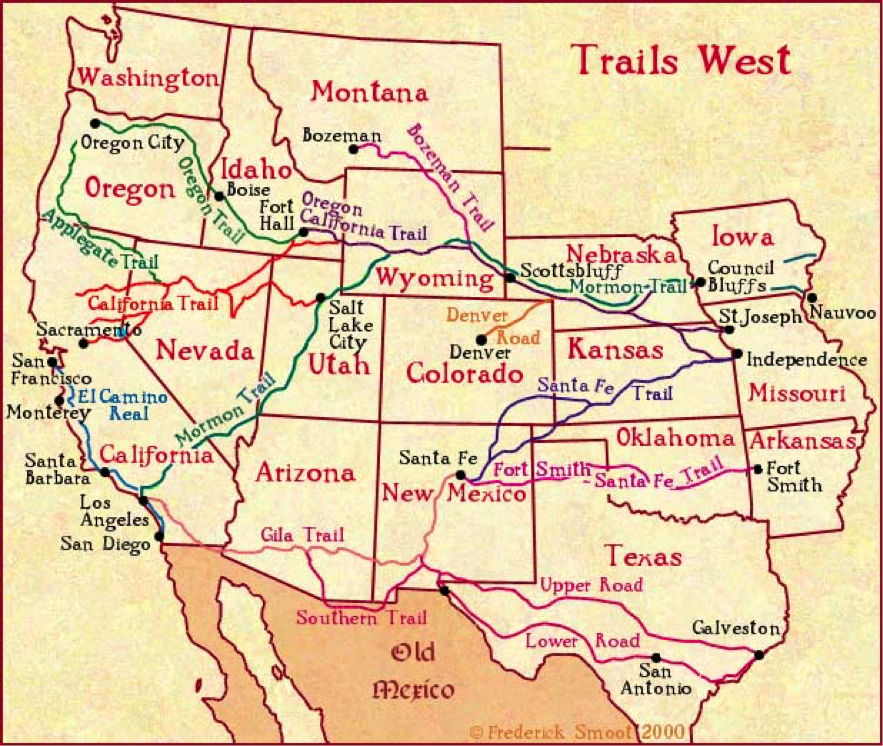 Trails West
Washington
Montana
Bozeman
Bozeman Trail
Oregon City
Oregon Trail
Idaho
Oregon
Boise
Fort
Hall
Oregon
California Trail
Applegate Trail
Iowa
Nebraska
Wyoming
Scottsbluff
Mormon Trail
Council
Bluffs
Nauvoo
California Trail
Salt
Lake
City
Denver
Road
Denver
St.Joseph
Sacramento
Nevada
Utah
Colorado
Kansas
Independence
San
Francisco
Monterey
El Camino
Real
Mormon Trail
Santa Fe
Trail
Missouri
California
Santa
Barbara
Arizona
Santa Fe
New Mexico
Oklahoma
Arkansas
Fort Smith
~Santa Fe Trail
Fort
Smith
Los
Angeles
San Diego
Gila Trail
Texas
Upper Road
Southern Trail
Lower Road
Galveston
San
Antonio
Old
Mexico
© Frederick Smoot 2000